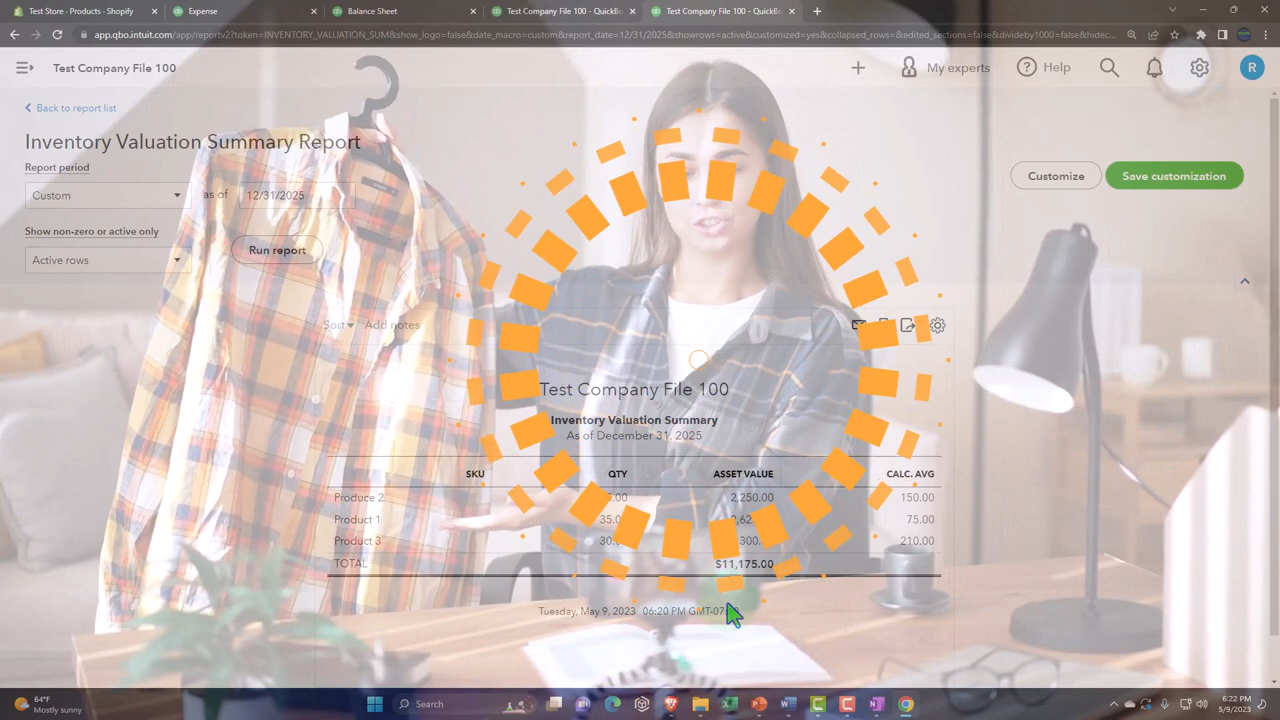 Test Store · Products · Shopify
Expense
Balance Sheet
Test Company File 100 - QuickBo
Test Company File 100 - QuickBo
app.qbo.intuit.com/app/reportv2?token=INVENTORY_VALUATION_SUM&show_logo=false&date_macro=custom&report_date=12/31/2025&showrows=active&customized=yes&collapsed_rows=&edited_sections=false&divideby1000=false&hidec...
Test Company File 100
My experts
Help
R
Back to report list
Inventory Valuation Summary Report
Report period
Custom
as of
12/31/2025
Customize
Save customization
Show non-zero or active only
Active rows
Run report
Sort
Add notes
Test Company File 100
Inventory Valuation Summary
As of December 31, 2025
SKU QTY ASSET VALUE CALC. AVG
Produce 2 2,250.00 150.00
Product 1 75.00
Product 3 210.00
TOTAL $11,175.00
Tuesday, May 9, 2023 06:20 PM
64°F
Mostly sunny
Search
6:22 PM
5/9/2023